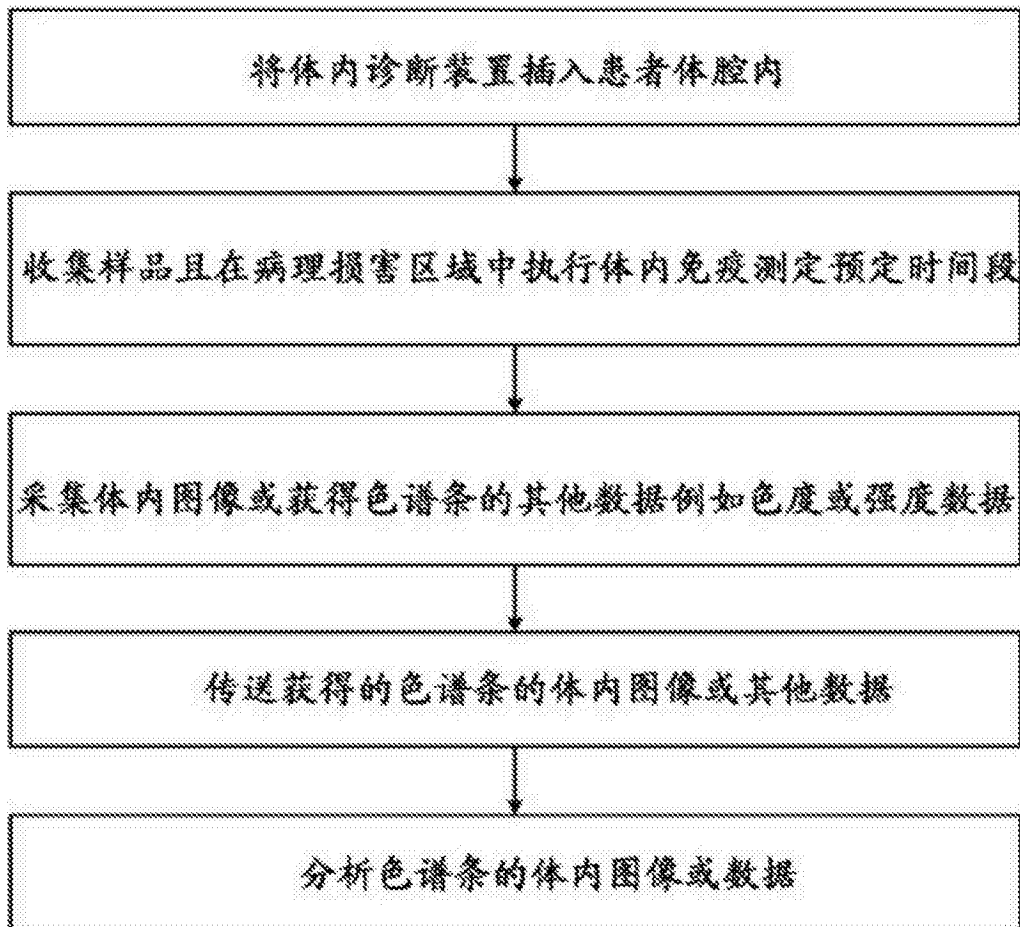 将体内诊断装置插入患者体腔内
收集样品且在病理损害区域中执行体内免疫测定预定时间段
采集体内图像或获得色谱条的其他数据例如色度或强度数据
传送获得的色谱条的体内图像或其他数据
分析色谱条的体内图像或数据